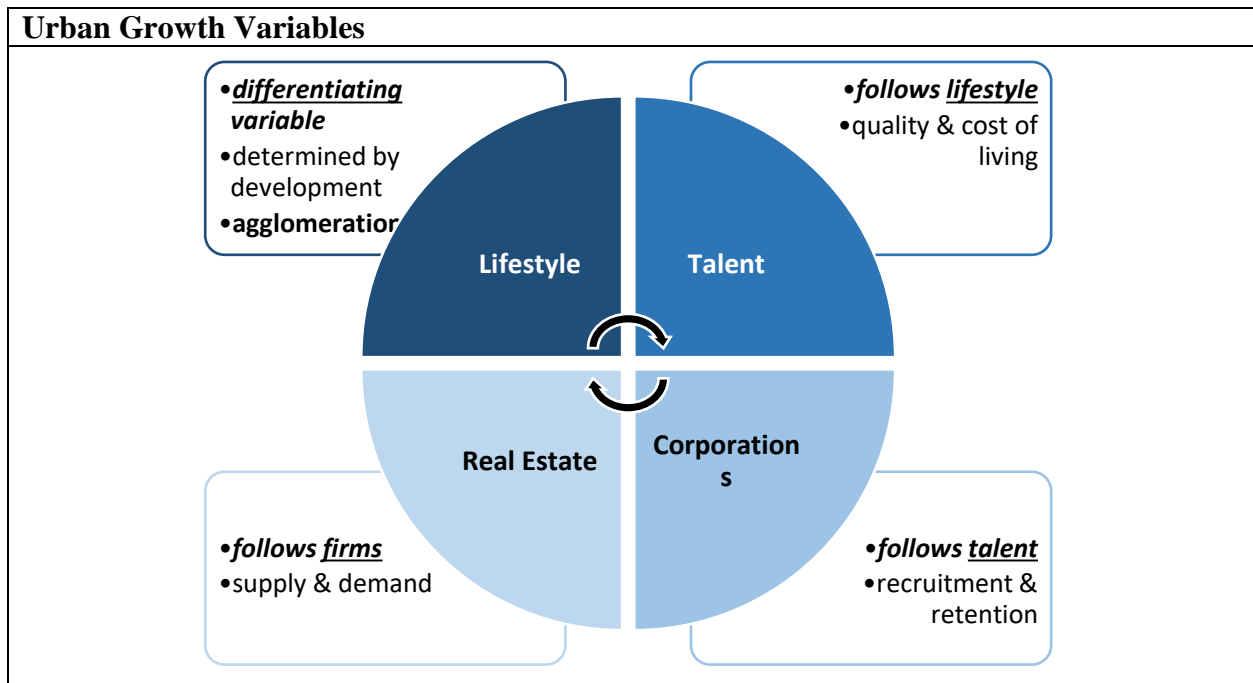 Urban Growth Variables
•differentiating
variable
•determined by
development
•agglomeration
•follows lifestyle
•quality & cost of
living
Lifestyle
Talent
Real Estate
Corporation
s
•follows firms
•supply & demand
•follows talent
•recruitment &
retention